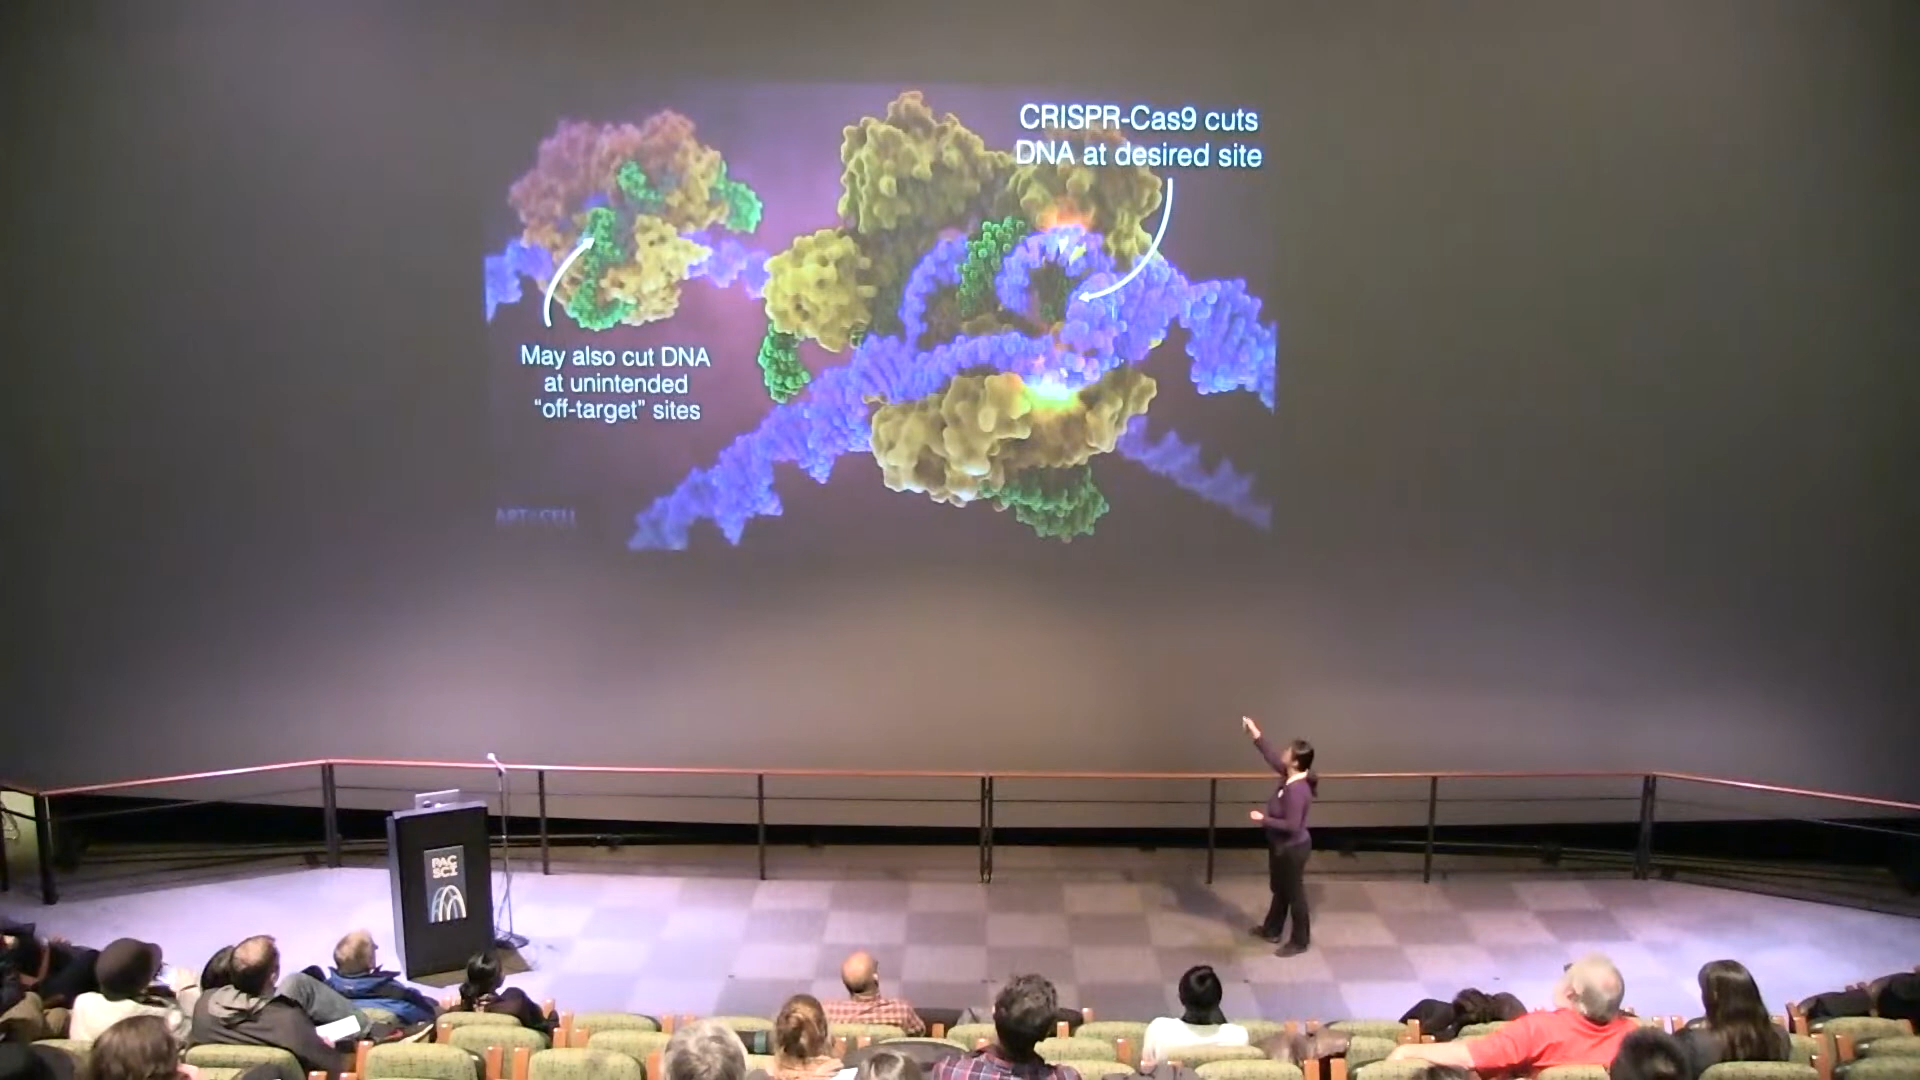 CRISPR-Cas9 cuts
DNA at desired site
May also cut DNA
at unintended
“off-target” sites
PAC
SCI